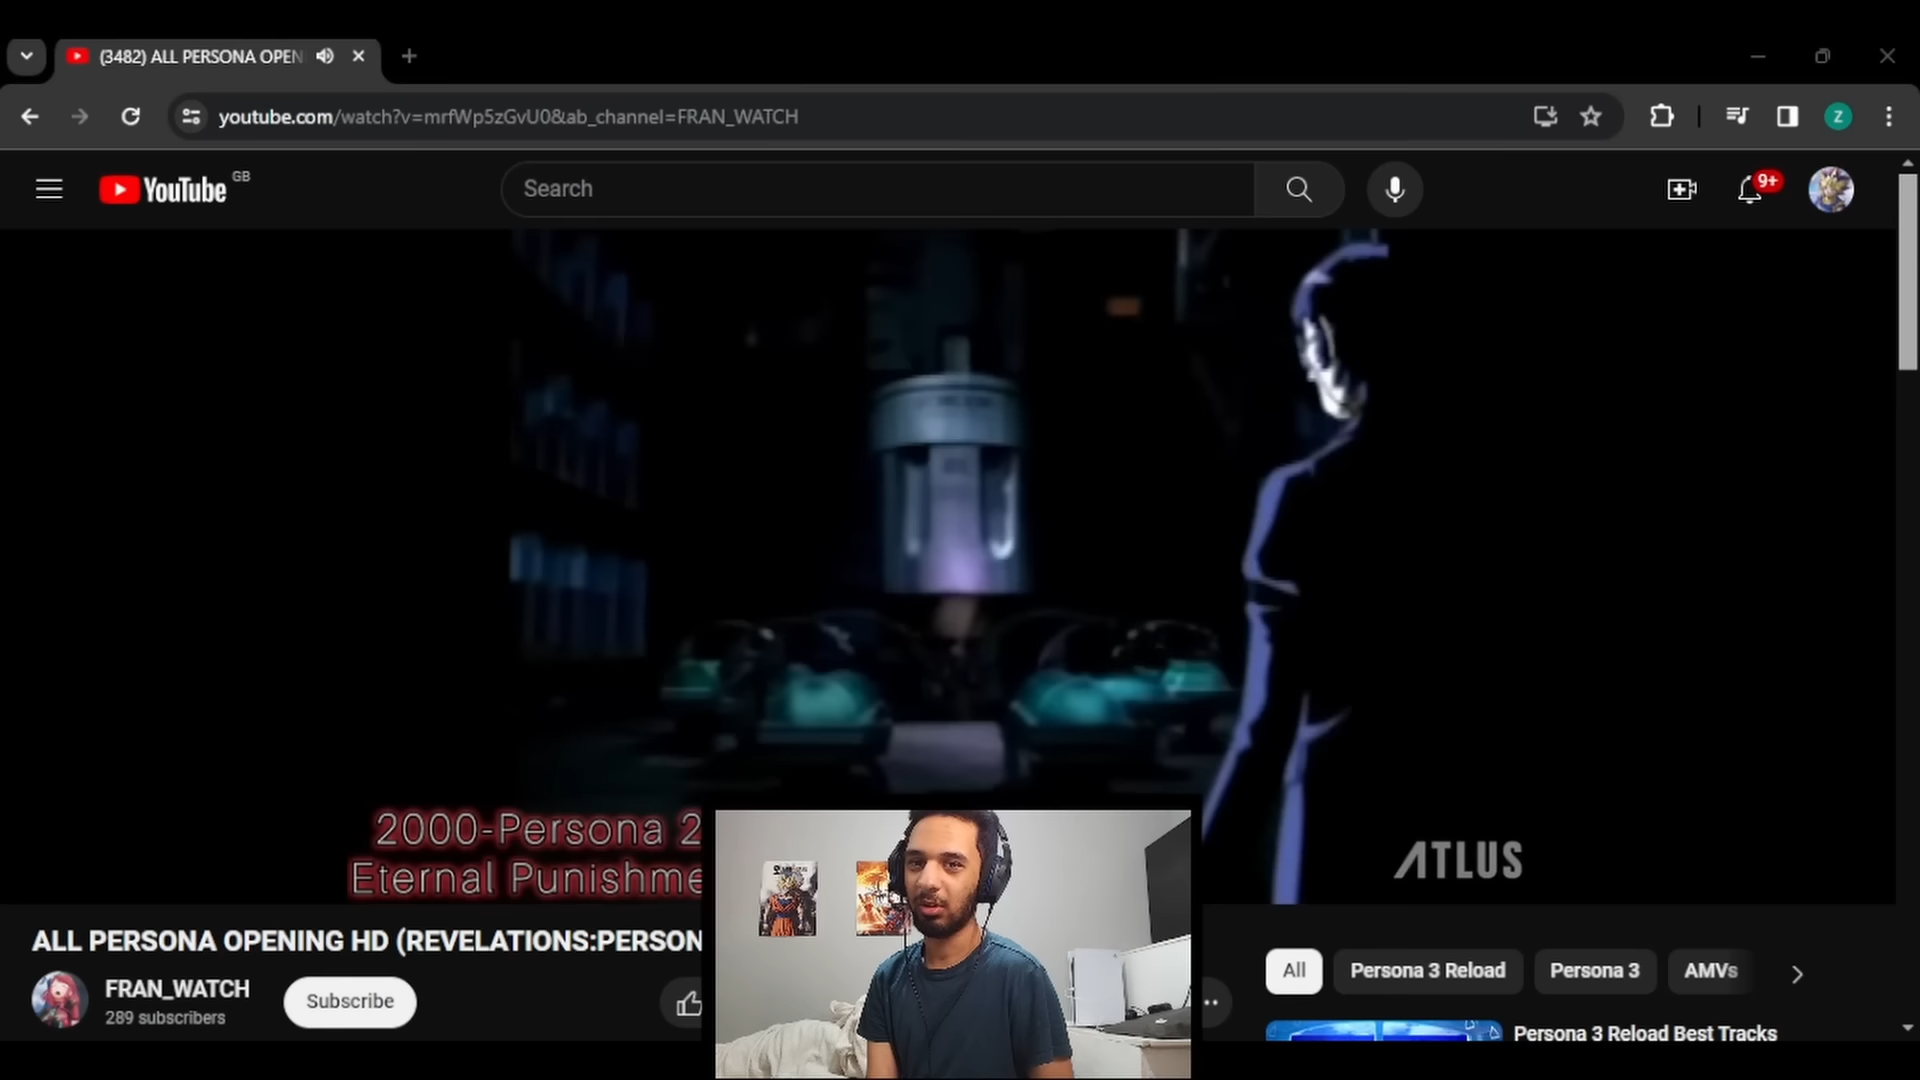 (3482) ALL PERSONA OPEN
youtube.com/watch?v=mrfWp5zGvU0&ab_channel=FRAN_WATCH
Z
YouTube GB
Search
9+
2000-Persona 2
Eternal Punishme
ATLUS
ALL PERSONA OPENING HD (REVELATIONS:PERSON
FRAN_WATCH
289 subscribers
Subscribe
All
Persona 3 Reload
Persona 3
AMVs
Persona 3 Reload Best Tracks